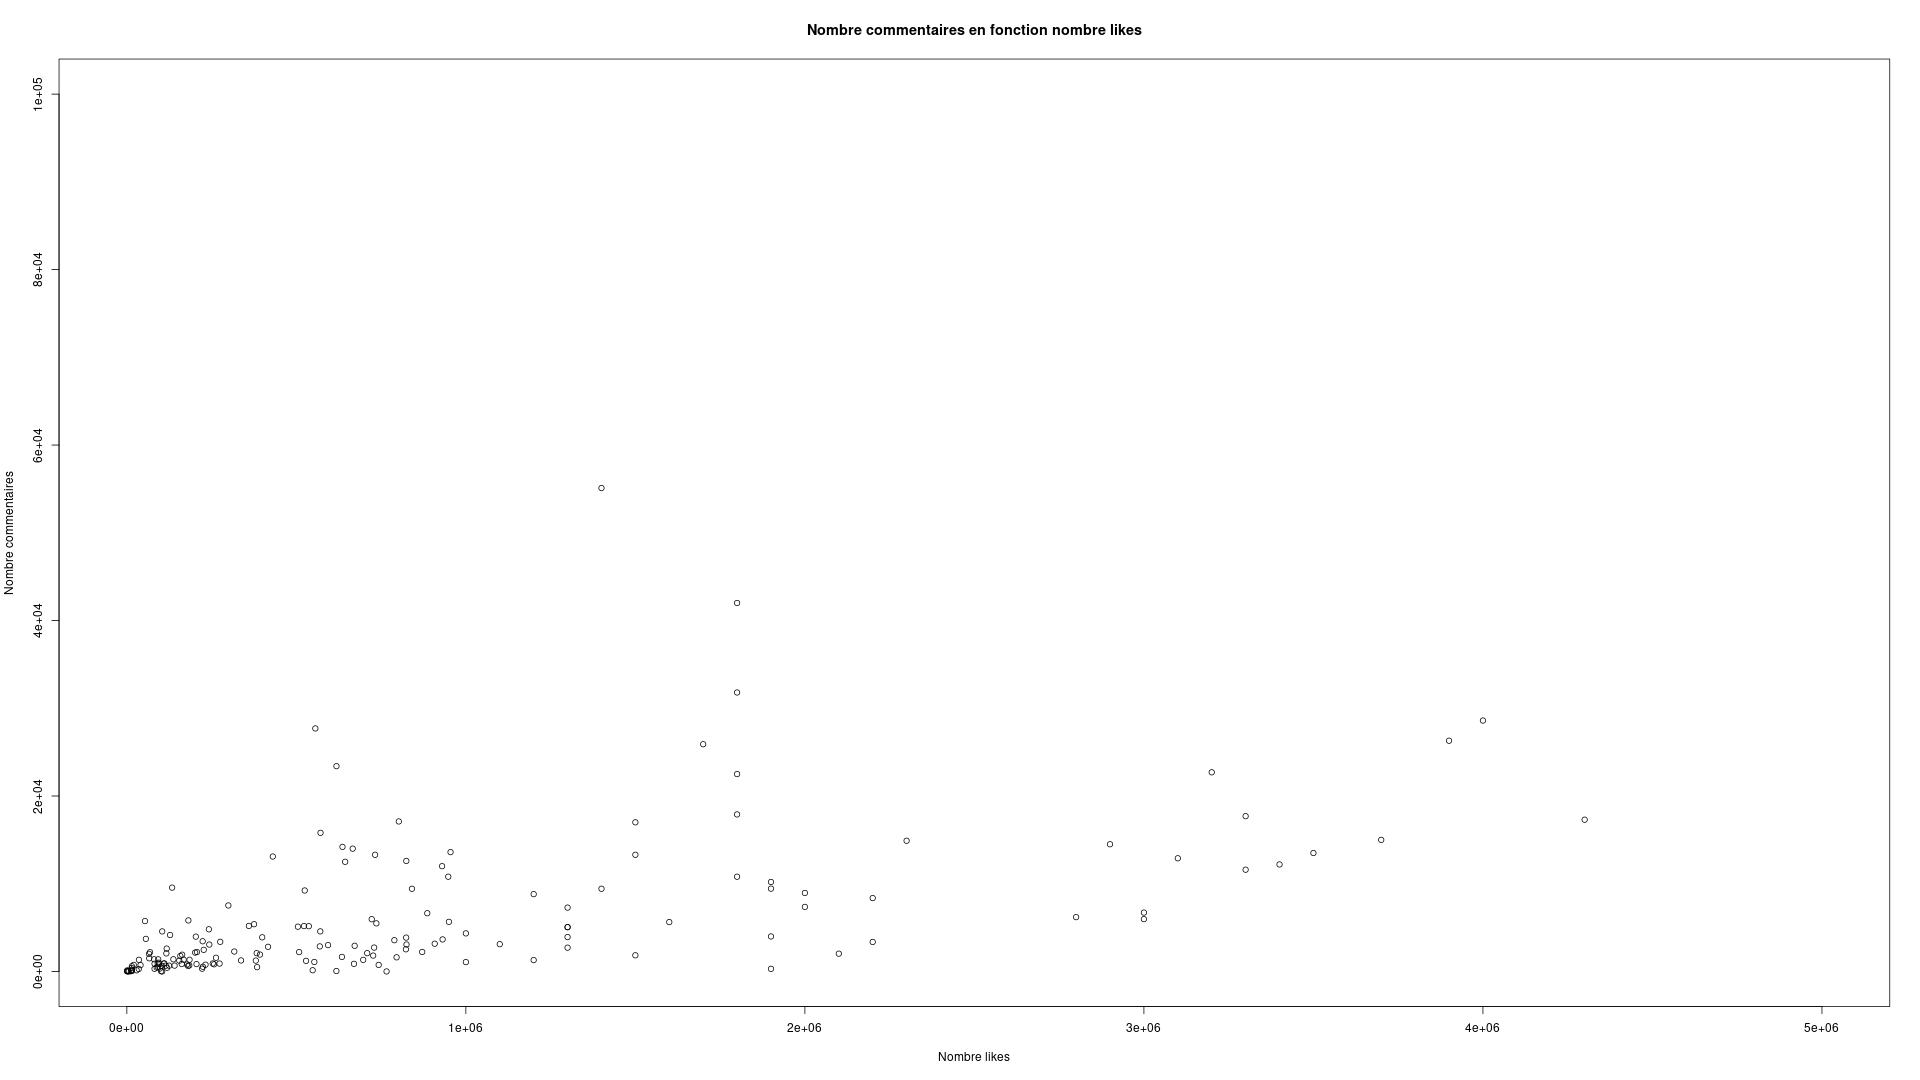 Nombre commentaires en fonction nombre likes
1e+05
8e+04
6e+04
4e+04
2e+04
0e+00
Nombre commentaires
0e+00 1e+06 2e+06 3e+06 4e+06 5e+06
Nombre likes